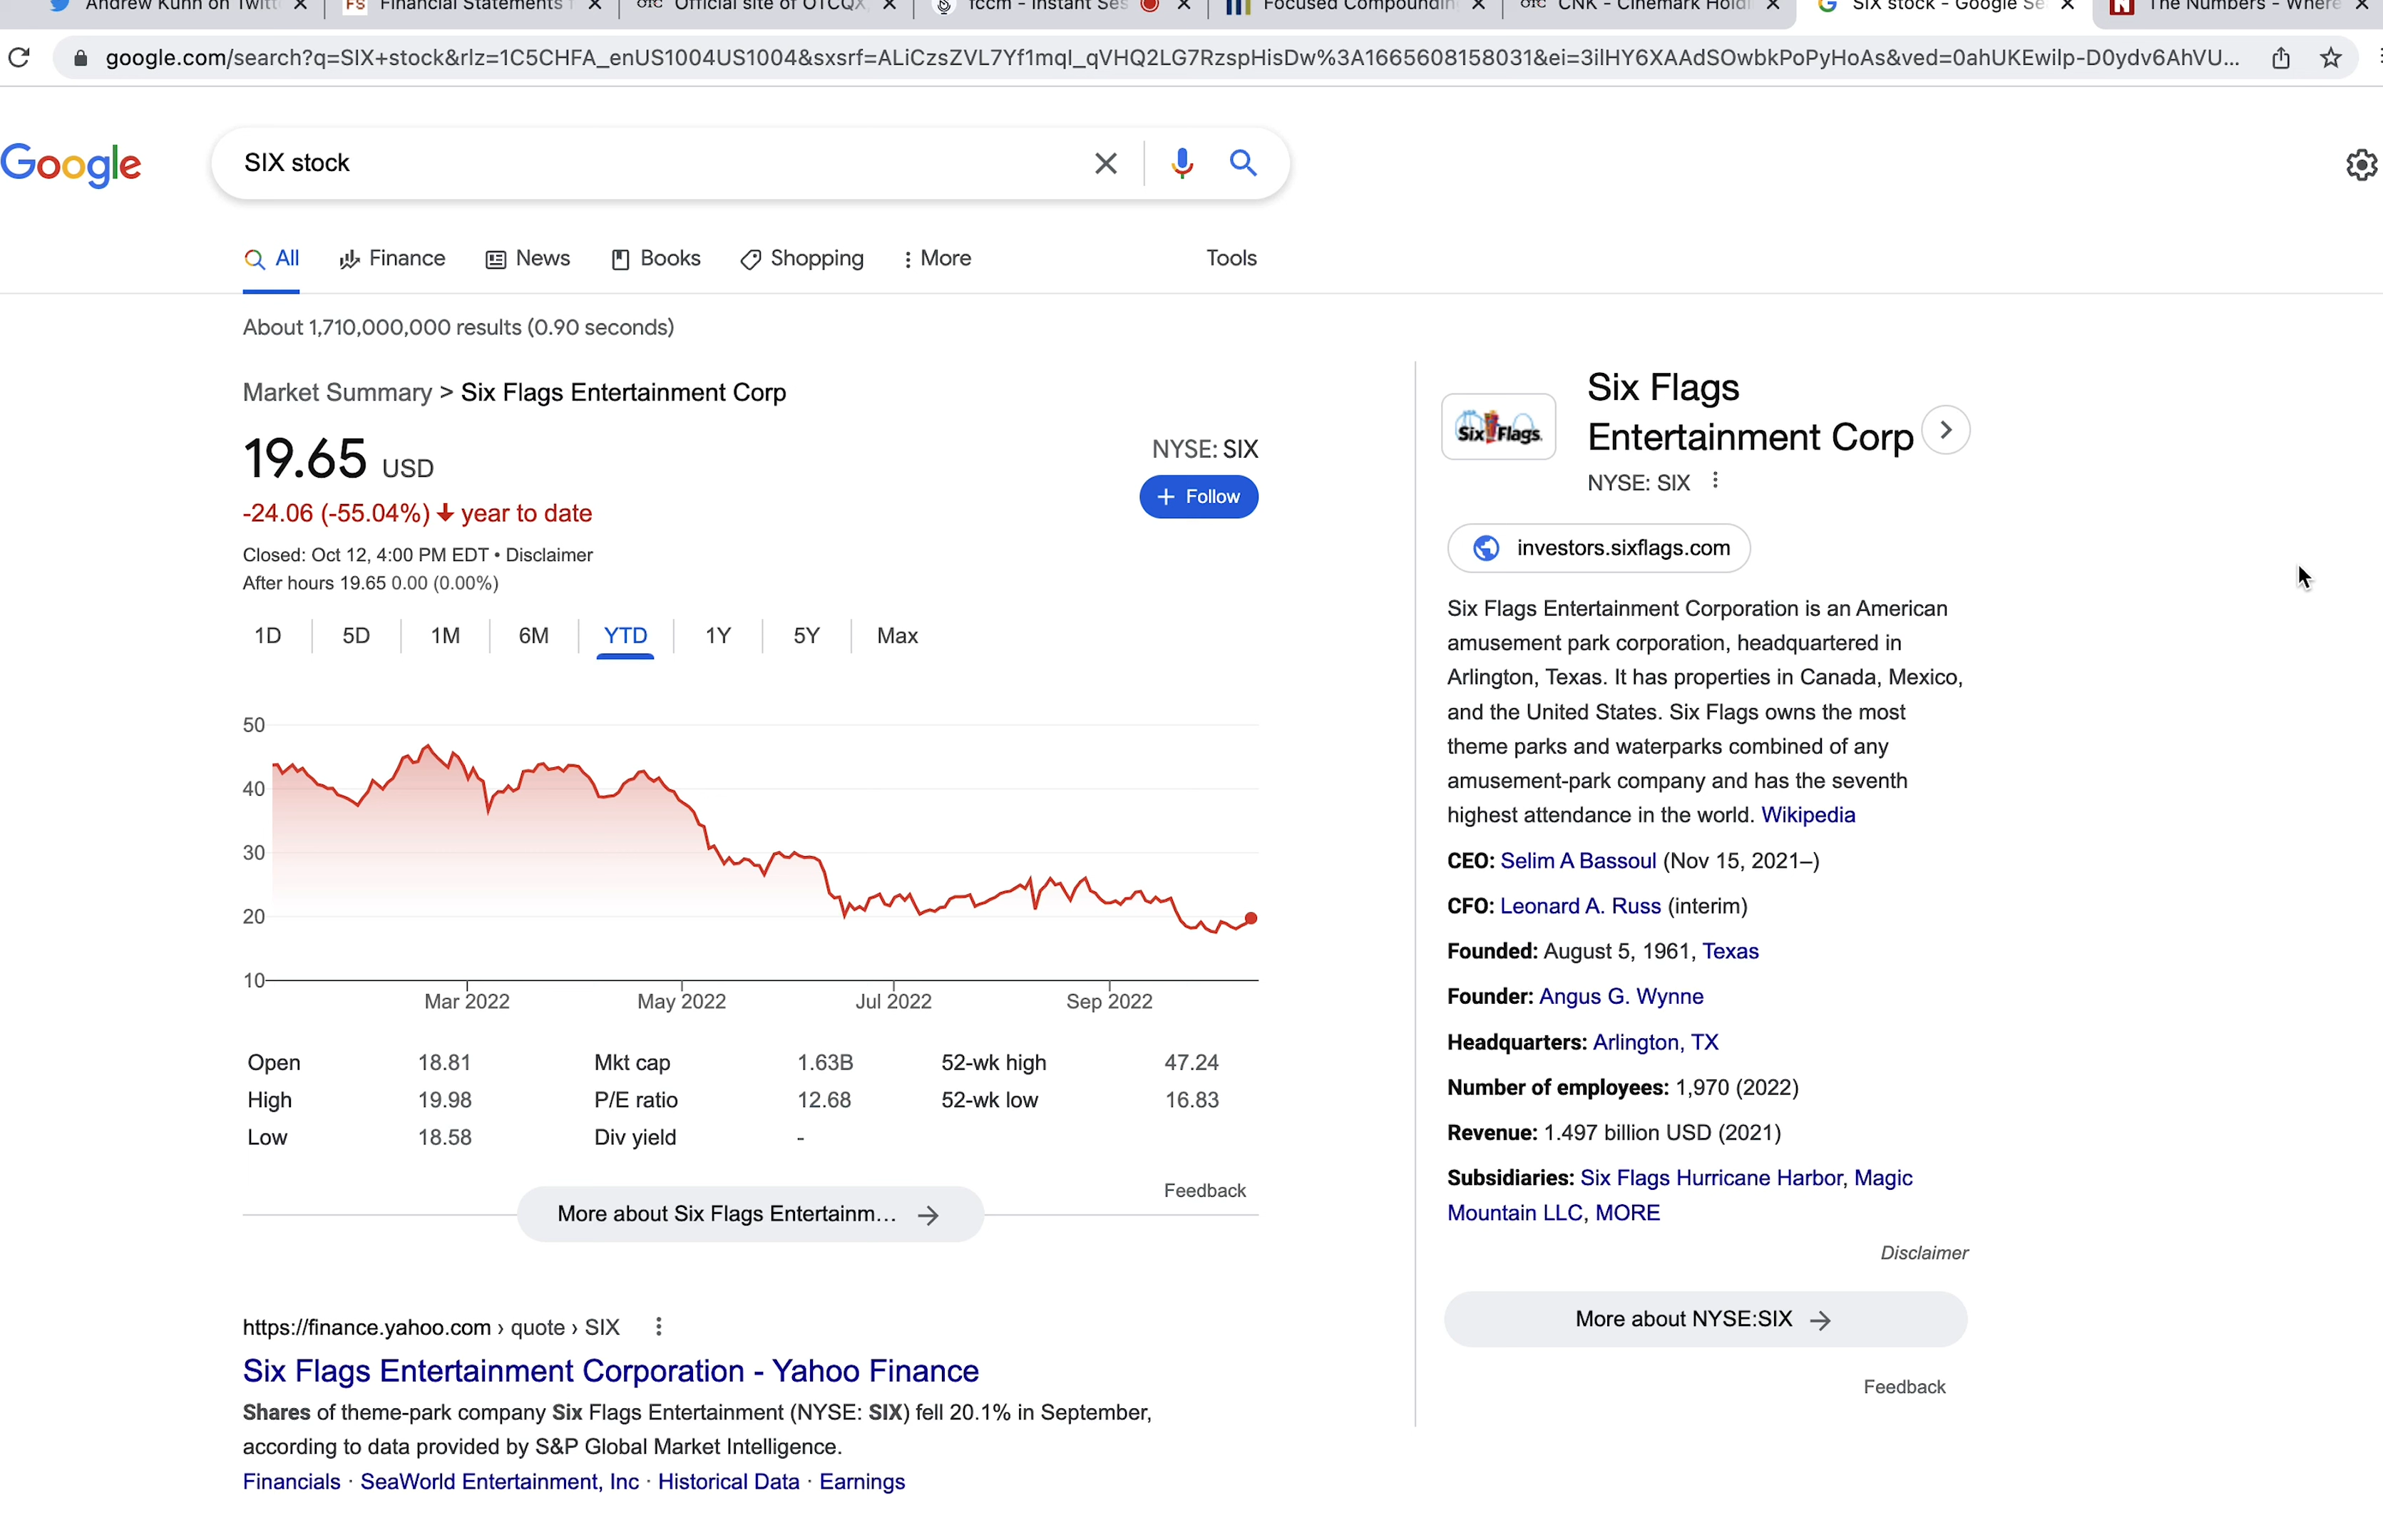 Andrew Kuhn on Twitt
Financial Statements
Official site of OTCQX,
fccm - Instant Ses
Focused Compounding
CNK - Cinemark Holdi
SIX stock - Google Se
The Numbers - Where
google.com/search?q=SIX+stock&rlz=1C5CHFA_enUS1004US1004&sxsrf=ALiCzsZVL7Yf1mqI_qVHQ2LG7RzspHisDw%3A1665608158031&ei=3ilHY6XAAdSOwbkPoPyHoAs&ved=0ahUKEwilp-D0ydv6AhVU...
Google
SIX stock
All Finance News Books Shopping More Tools
About 1,710,000,000 results (0.90 seconds)
Market Summary > Six Flags Entertainment Corp
19.65 USD
NYSE: SIX
+ Follow
-24.06 (-55.04%) year to date
Closed: Oct 12, 4:00 PM EDT • Disclaimer
After hours 19.65 0.00 (0.00%)
1D 5D 1M 6M YTD 1Y 5Y Max
50
40
30
20
10
Mar 2022 May 2022 Jul 2022 Sep 2022
Open 18.81 Mkt cap 1.63B 52-wk high 47.24
High 19.98 P/E ratio 12.68 52-wk low 16.83
Low 18.58 Div yield -
Feedback
More about Six Flags Entertainm...
https://finance.yahoo.com › quote › SIX
Six Flags Entertainment Corporation - Yahoo Finance
Shares of theme-park company Six Flags Entertainment (NYSE: SIX) fell 20.1% in September,
according to data provided by S&P Global Market Intelligence.
Financials · SeaWorld Entertainment, Inc · Historical Data · Earnings
Six Flags
Six Flags
Entertainment Corp
NYSE: SIX
investors.sixflags.com
Six Flags Entertainment Corporation is an American
amusement park corporation, headquartered in
Arlington, Texas. It has properties in Canada, Mexico,
and the United States. Six Flags owns the most
theme parks and waterparks combined of any
amusement-park company and has the seventh
highest attendance in the world. Wikipedia
CEO: Selim A Bassoul (Nov 15, 2021–)
CFO: Leonard A. Russ (interim)
Founded: August 5, 1961, Texas
Founder: Angus G. Wynne
Headquarters: Arlington, TX
Number of employees: 1,970 (2022)
Revenue: 1.497 billion USD (2021)
Subsidiaries: Six Flags Hurricane Harbor, Magic
Mountain LLC, MORE
Disclaimer
More about NYSE:SIX
Feedback